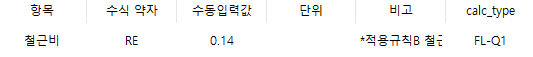 항목 수식 약자 수동입력값 단위 비고 calc_type
철근비 RE 0.14 *적용규칙B 철근 FL-Q1